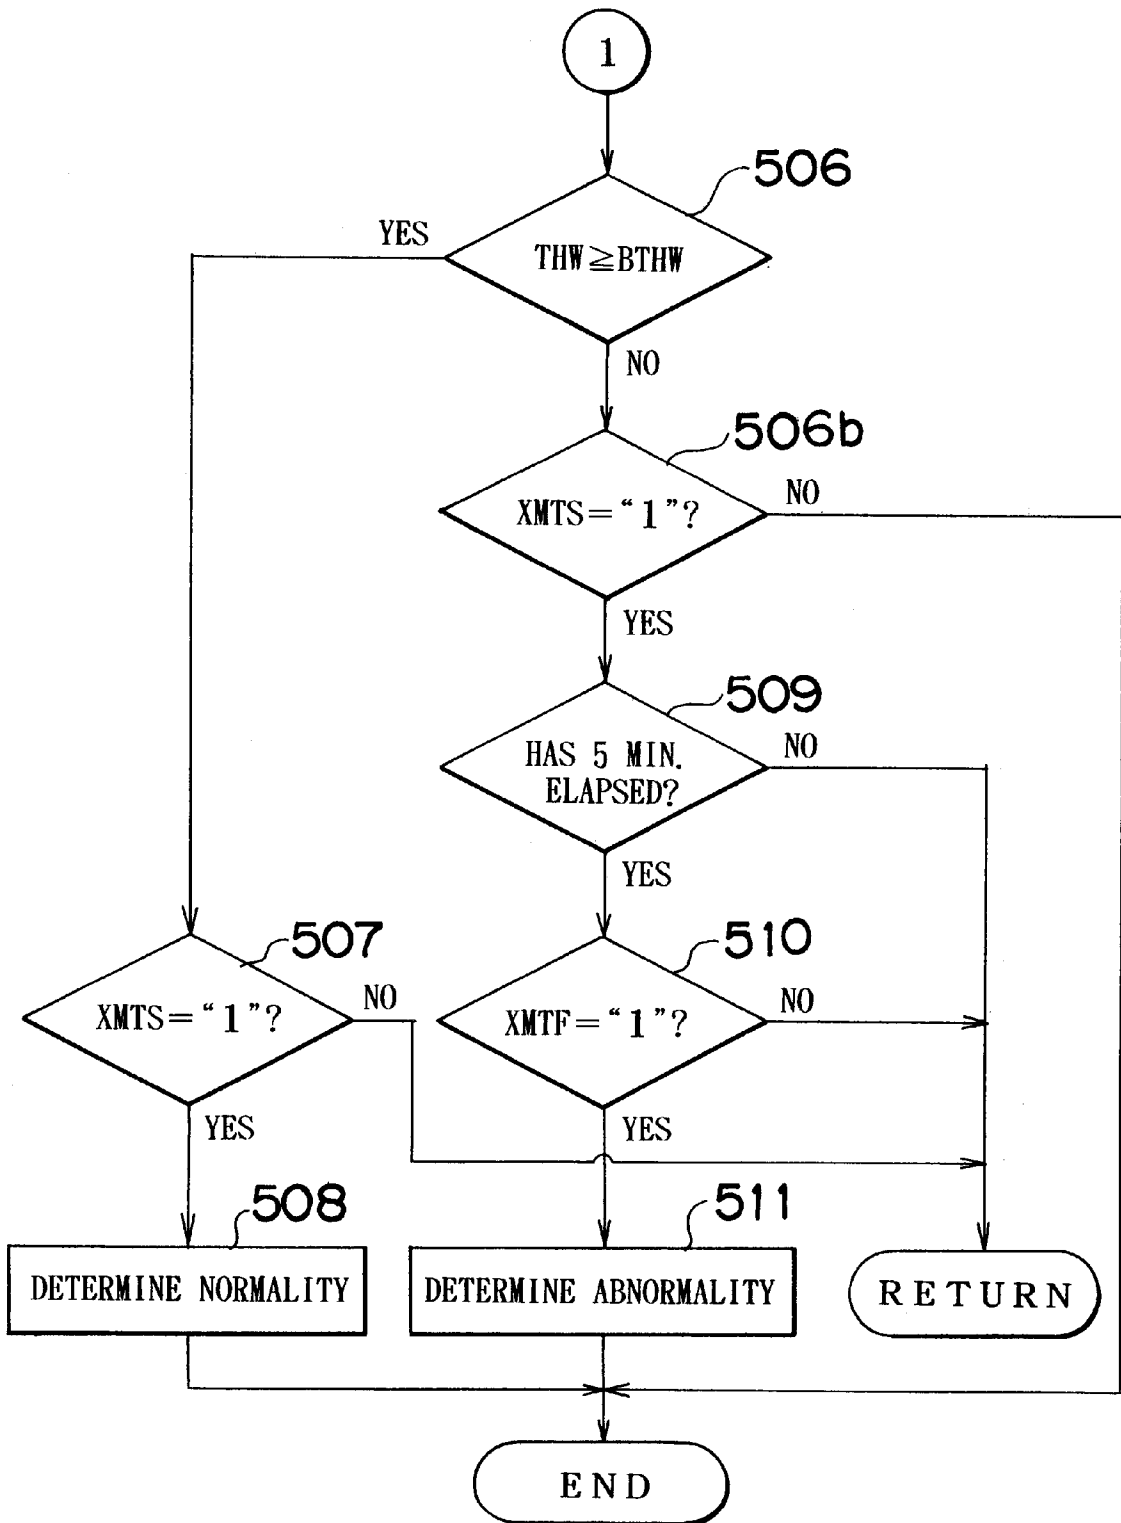 1
506
YES
THW≧BTHW
NO
506b
XMTS=“1”?
NO
YES
509
HAS 5 MIN.
ELAPSED?
NO
YES
507
XMTS=“1”?
NO
YES
510
XMTF=“1”?
NO
YES
508
DETERMINE NORMALITY
511
DETERMINE ABNORMALITY
RETURN
END